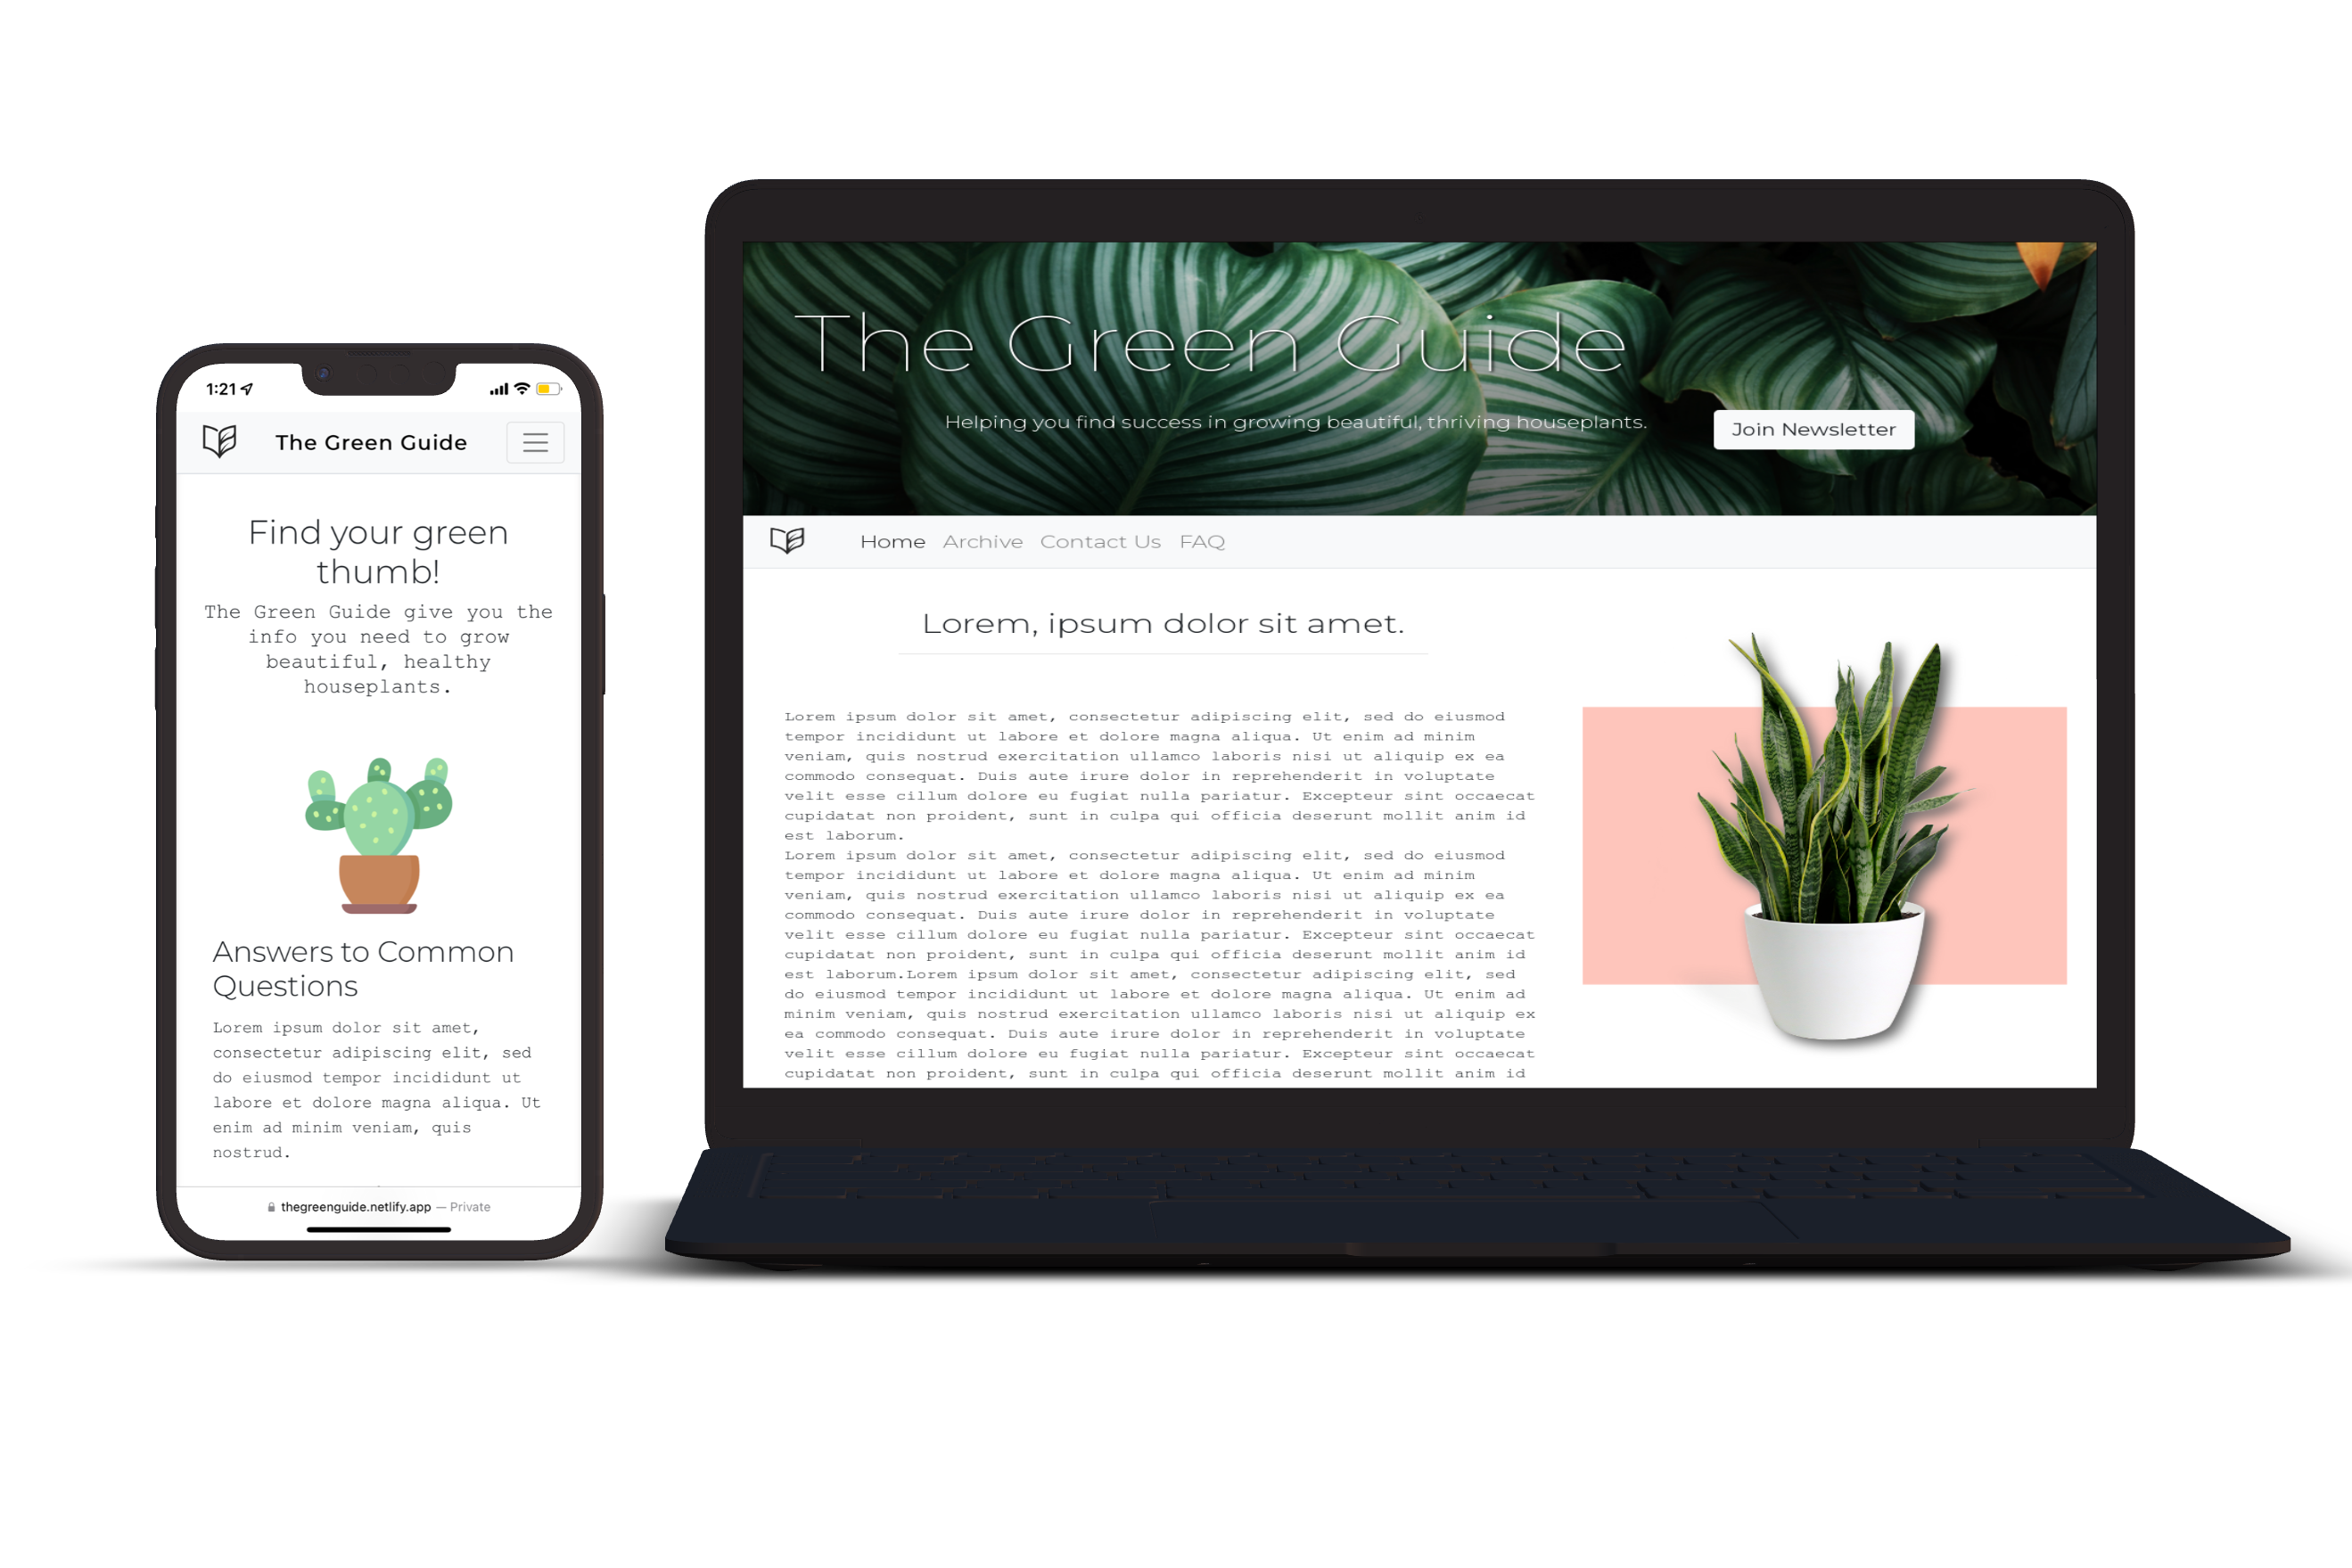 1:21
The Green Guide
Find your green
thumb!
The Green Guide give you the
info you need to grow
beautiful, healthy
houseplants.
Answers to Common
Questions
Lorem ipsum dolor sit amet,
consectetur adipiscing elit, sed
do eiusmod tempor incididunt ut
labore et dolore magna aliqua. Ut
enim ad minim veniam, quis
nostrud.
thegreenguide.netlify.app — Private
The Green Guide
Helping you find success in growing beautiful, thriving houseplants.
Join Newsletter
Home Archive Contact Us FAQ
Lorem, ipsum dolor sit amet.
Lorem ipsum dolor sit amet, consectetur adipiscing elit, sed do eiusmod
tempor incididunt ut labore et dolore magna aliqua. Ut enim ad minim
veniam, quis nostrud exercitation ullamco laboris nisi ut aliquip ex ea
commodo consequat. Duis aute irure dolor in reprehenderit in voluptate
velit esse cillum dolore eu fugiat nulla pariatur. Excepteur sint occaecat
cupidatat non proident, sunt in culpa qui officia deserunt mollit anim id
est laborum.
Lorem ipsum dolor sit amet, consectetur adipiscing elit, sed do eiusmod
tempor incididunt ut labore et dolore magna aliqua. Ut enim ad minim
veniam, quis nostrud exercitation ullamco laboris nisi ut aliquip ex ea
commodo consequat. Duis aute irure dolor in reprehenderit in voluptate
velit esse cillum dolore eu fugiat nulla pariatur. Excepteur sint occaecat
cupidatat non proident, sunt in culpa qui officia deserunt mollit anim id
est laborum.Lorem ipsum dolor sit amet, consectetur adipiscing elit, sed
do eiusmod tempor incididunt ut labore et dolore magna aliqua. Ut enim ad
minim veniam, quis nostrud exercitation ullamco laboris nisi ut aliquip ex
ea commodo consequat. Duis aute irure dolor in reprehenderit in voluptate
velit esse cillum dolore eu fugiat nulla pariatur. Excepteur sint occaecat
cupidatat non proident, sunt in culpa qui officia deserunt mollit anim id